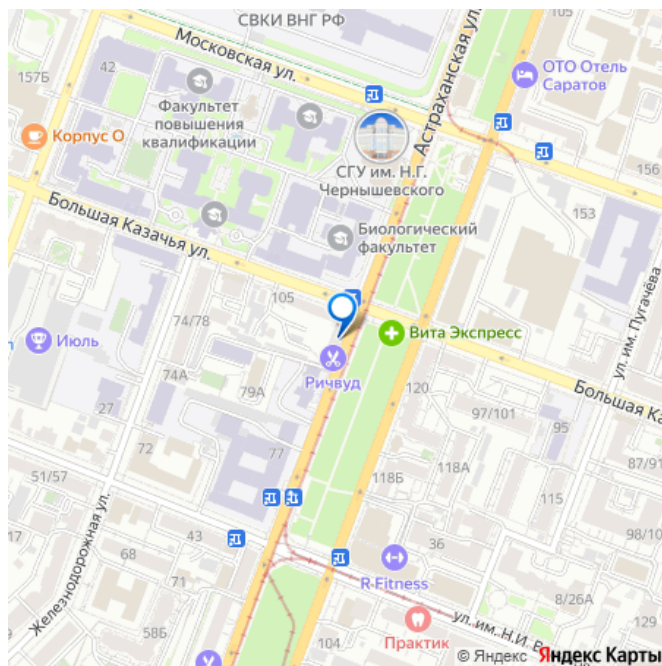 СВКИ ВНГ РФ
105
Московская ул.
Астраханская ул.
42
157Б
Факультет
повышения
квалификации
ОТО Отель
Саратов
Корпус О
СГУ им. Н.Г.
Чернышевского
153
Большая Казачья ул.
Биологический
факультет
ул. им. Пугачёва
105
74/78
Июль
Вита Экспресс
Ричвуд
74А
79А
120
Большая Ка
27
97/101
95
72
77
118Б
118А
87/91
51/57
115
Железнодорожная ул.
17
43
98/10
68
36
71
R Fitness
8/26А
58Б
ул. им. Н.И. В
104
Практик
© Яндекс Яндекс Карты